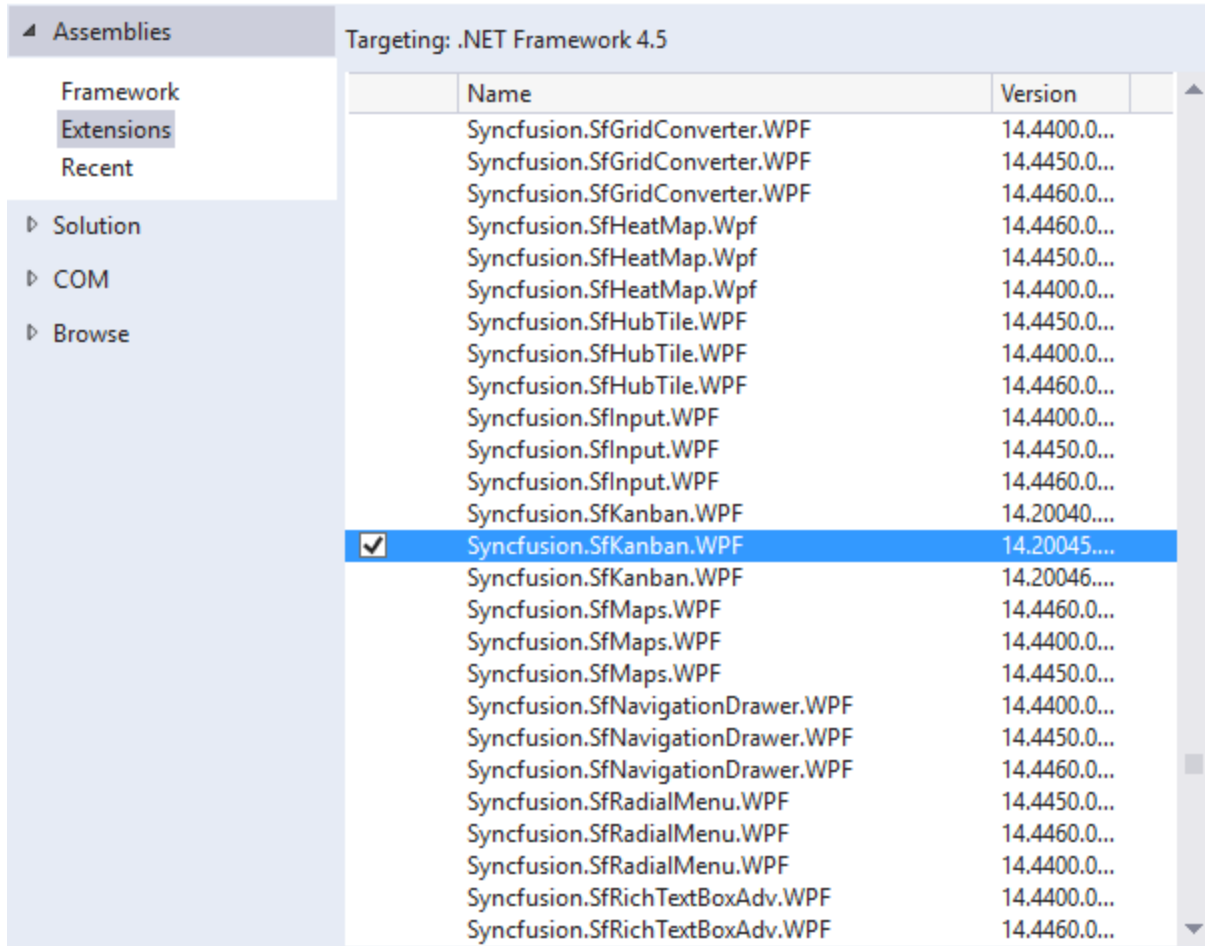 Assemblies
Framework
Extensions
Recent
Solution
COM
Browse
Targeting: .NET Framework 4.5
Name Version
Syncfusion.SfGridConverter.WPF 14.4400.0...
Syncfusion.SfGridConverter.WPF 14.4450.0...
Syncfusion.SfGridConverter.WPF 14.4460.0...
Syncfusion.SfHeatMap.Wpf 14.4460.0...
Syncfusion.SfHeatMap.Wpf 14.4450.0...
Syncfusion.SfHeatMap.Wpf 14.4400.0...
Syncfusion.SfHubTile.WPF 14.4450.0...
Syncfusion.SfHubTile.WPF 14.4400.0...
Syncfusion.SfHubTile.WPF 14.4460.0...
Syncfusion.SfInput.WPF 14.4400.0...
Syncfusion.SfInput.WPF 14.4450.0...
Syncfusion.SfInput.WPF 14.4460.0...
Syncfusion.SfKanban.WPF 14.20040....
Syncfusion.SfKanban.WPF 14.20045....
Syncfusion.SfKanban.WPF 14.20046....
Syncfusion.SfMaps.WPF 14.4460.0...
Syncfusion.SfMaps.WPF 14.4400.0...
Syncfusion.SfMaps.WPF 14.4450.0...
Syncfusion.SfNavigationDrawer.WPF 14.4400.0...
Syncfusion.SfNavigationDrawer.WPF 14.4450.0...
Syncfusion.SfNavigationDrawer.WPF 14.4460.0...
Syncfusion.SfRadialMenu.WPF 14.4450.0...
Syncfusion.SfRadialMenu.WPF 14.4460.0...
Syncfusion.SfRadialMenu.WPF 14.4400.0...
Syncfusion.SfRichTextBoxAdv.WPF 14.4400.0...
Syncfusion.SfRichTextBoxAdv.WPF 14.4460.0...